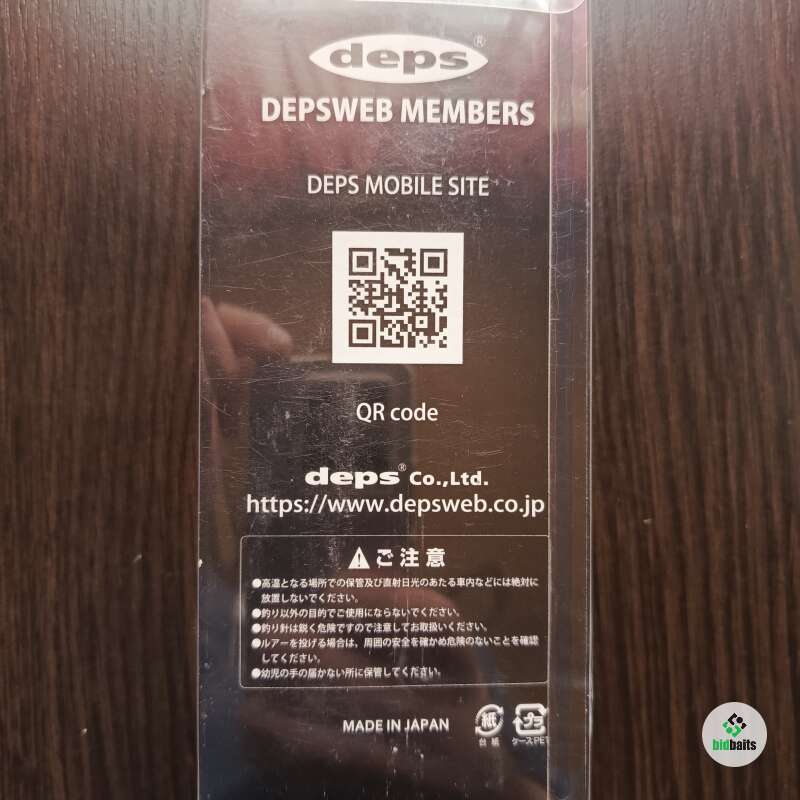 deps®
DEPSWEB MEMBERS
DEPS MOBILE SITE
QR code
deps® Co.,Ltd.
https://www.depsweb.co.jp
⚠ご注意
●高温となる場所での保管及び直射日光のあたる車内などには絶対に
放置しないでください。
●釣り以外の目的でご使用にならないでください。
●釣り針は鋭く危険ですので注意してお取扱いください。
●ルアーを投げる場合は、周囲の安全を確かめ危険のないことを確認
してください。
●幼児の手の届かない所に保管してください。
MADE IN JAPAN
紙
台紙
プラ
ケースPET
bidbaits